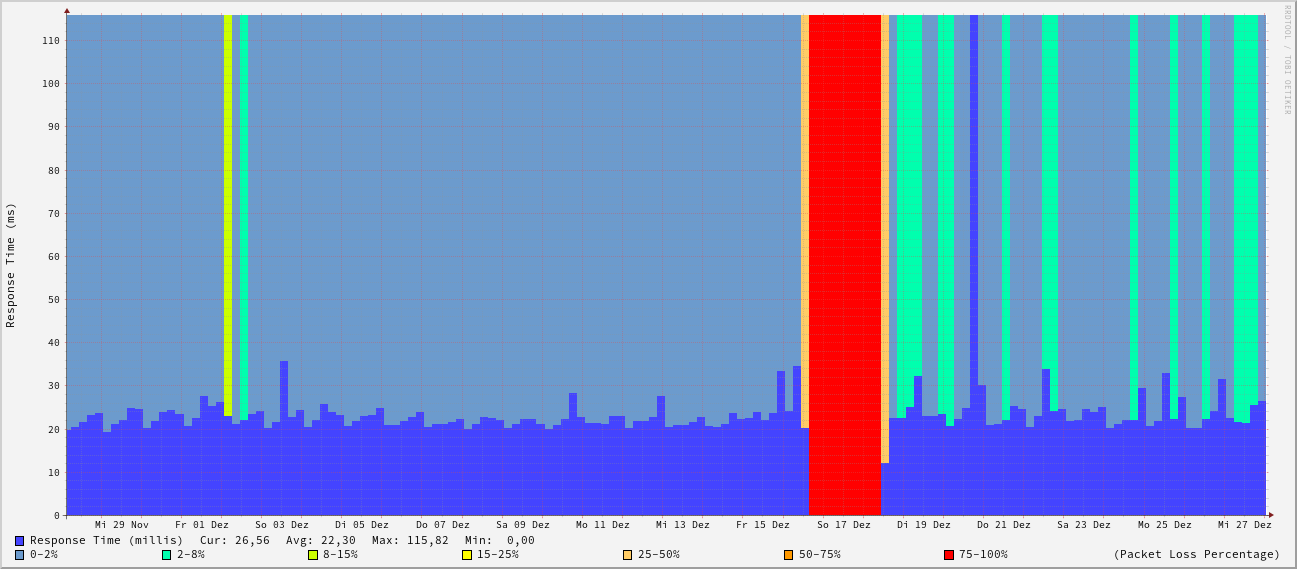 RRDTOOL / TOBI OETIKER
Response Time (ms)
110
100
90
80
70
60
50
40
30
20
10
0
Mi 29 Nov Fr 01 Dez So 03 Dez Di 05 Dez Do 07 Dez Sa 09 Dez Mo 11 Dez Mi 13 Dez Fr 15 Dez So 17 Dez Di 19 Dez Do 21 Dez Sa 23 Dez Mo 25 Dez Mi 27 Dez
Response Time (millis) Cur: 26,56 Avg: 22,30 Max: 115,82 Min: 0,00
0-2% 2-8% 8-15% 15-25% 25-50% 50-75% 75-100% (Packet Loss Percentage)